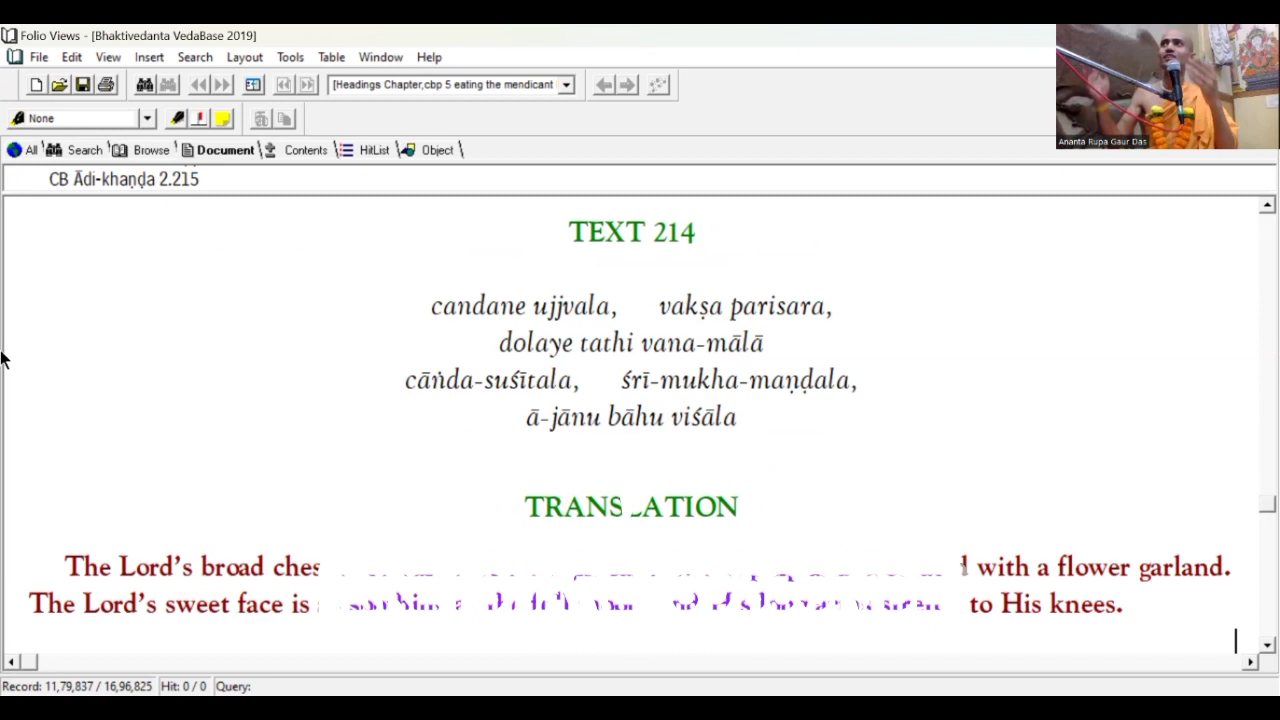 Folio Views - [Bhaktivedanta VedaBase 2019]
File Edit View Insert Search Layout Tools Table Window Help
[Headings Chapter,cbp 5 eating the mendicant
None
All Search Browse Document Contents HitList Object
CB Ādi-khaṇḍa 2.215
Ananta Rupa Gaur Das
TEXT 214
candane ujjvala, vakṣa parisara,
dolaye tathi vana-mālā
cāṅda-suśītala, śrī-mukha-maṇḍala,
ā-jānu bāhu viśāla
TRANSLATION
The Lord's broad with a flower garland.
The Lord's sweet face is to His knees.
Record: 11,79,837 / 16,96,825 Hit: 0 / 0 Query: